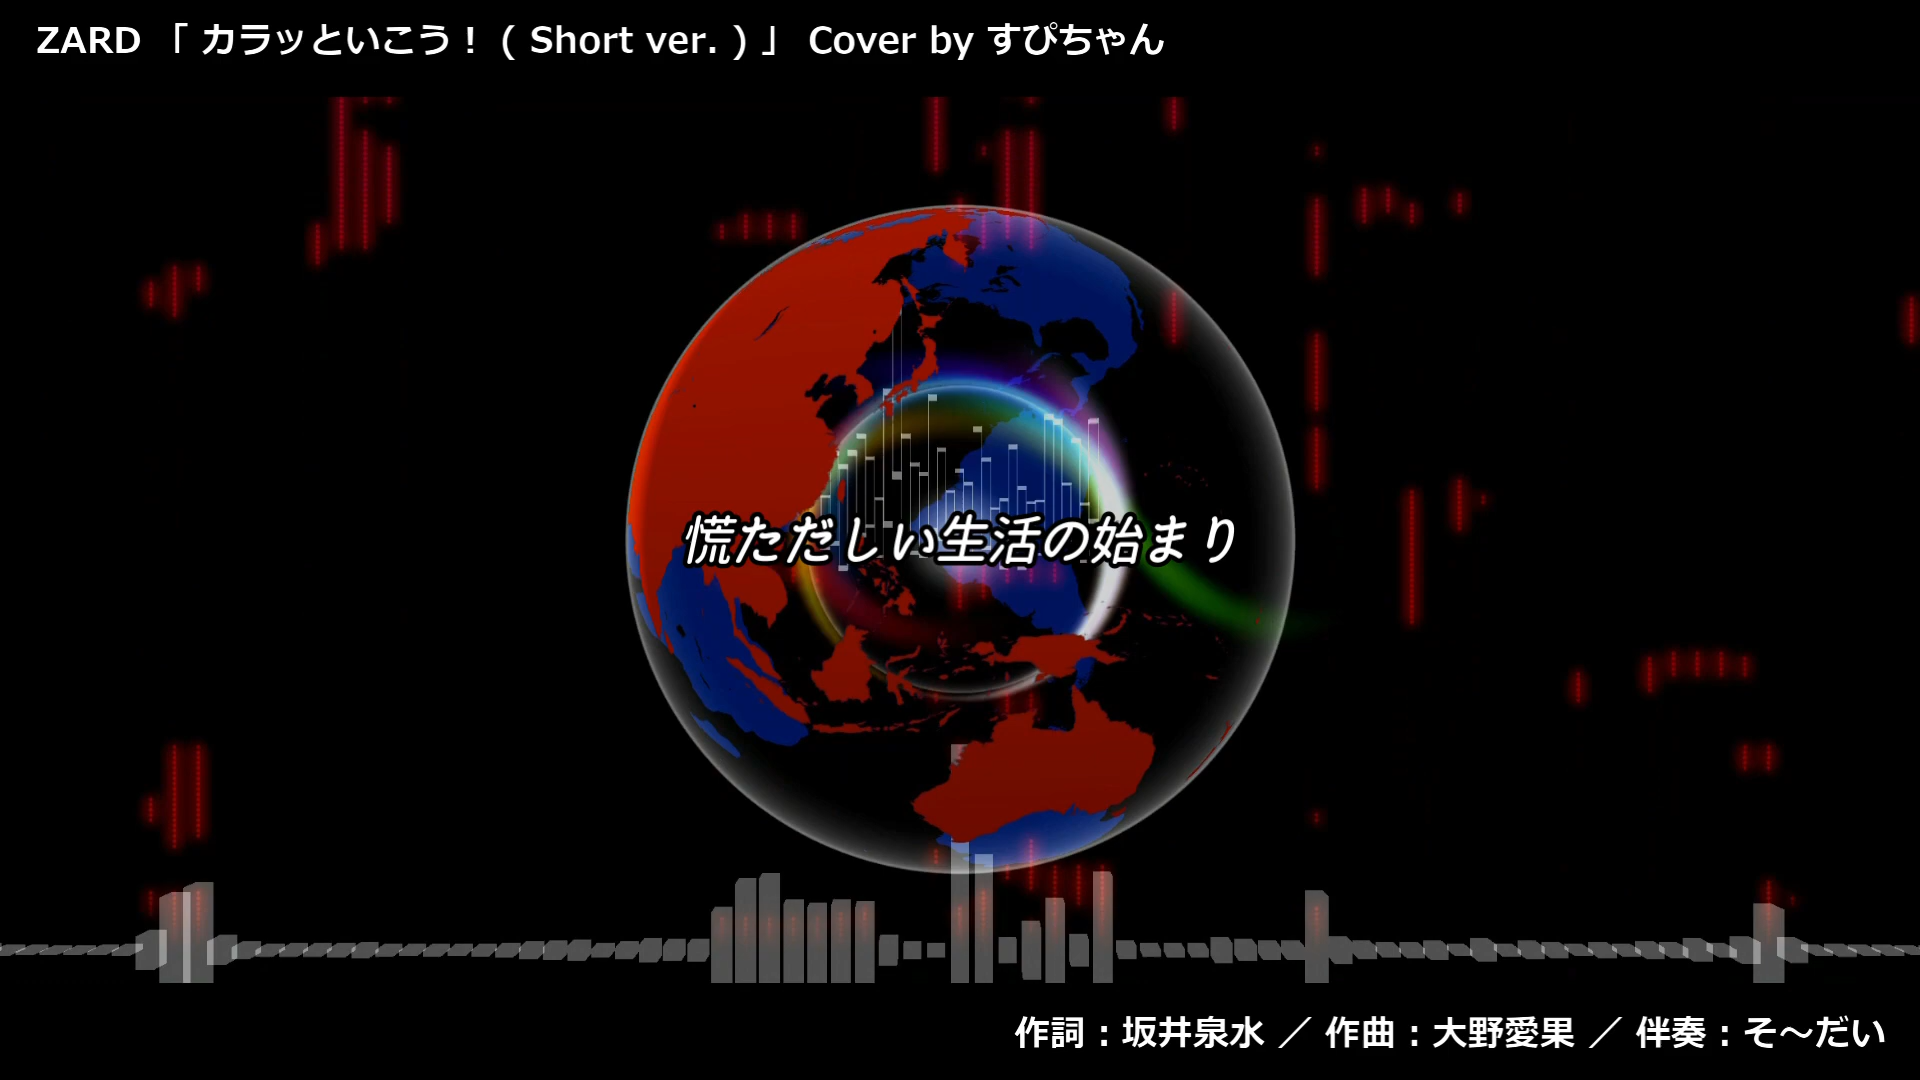 ZARD 「 カラッといこう！ ( Short ver. ) 」 Cover by すぴちゃん
慌ただしい生活の始まり
作詞 : 坂井泉水 ／ 作曲 : 大野愛果 ／ 伴奏 : そ～だい